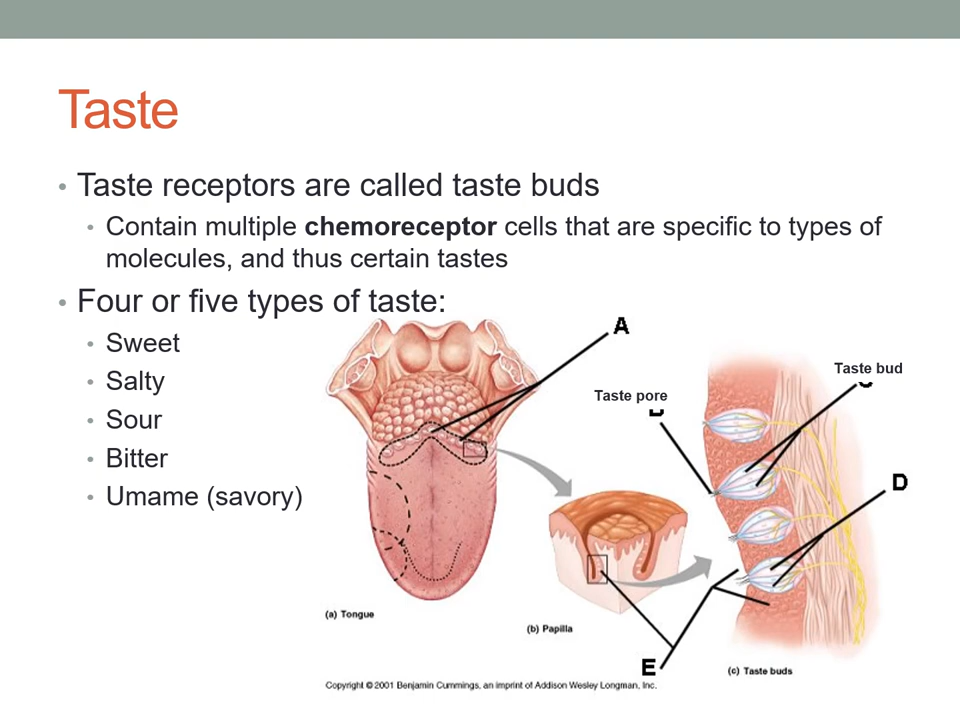 Taste
• Taste receptors are called taste buds
• Contain multiple chemoreceptor cells that are specific to types of
molecules, and thus certain tastes
• Four or five types of taste:
• Sweet
• Salty
• Sour
• Bitter
• Umame (savory)
A
Taste bud
Taste pore
D
E
(a) Tongue
(b) Papilla
(c) Taste buds
Copyright © 2001 Benjamin Cummings, an imprint of Addison Wesley Longman, Inc.